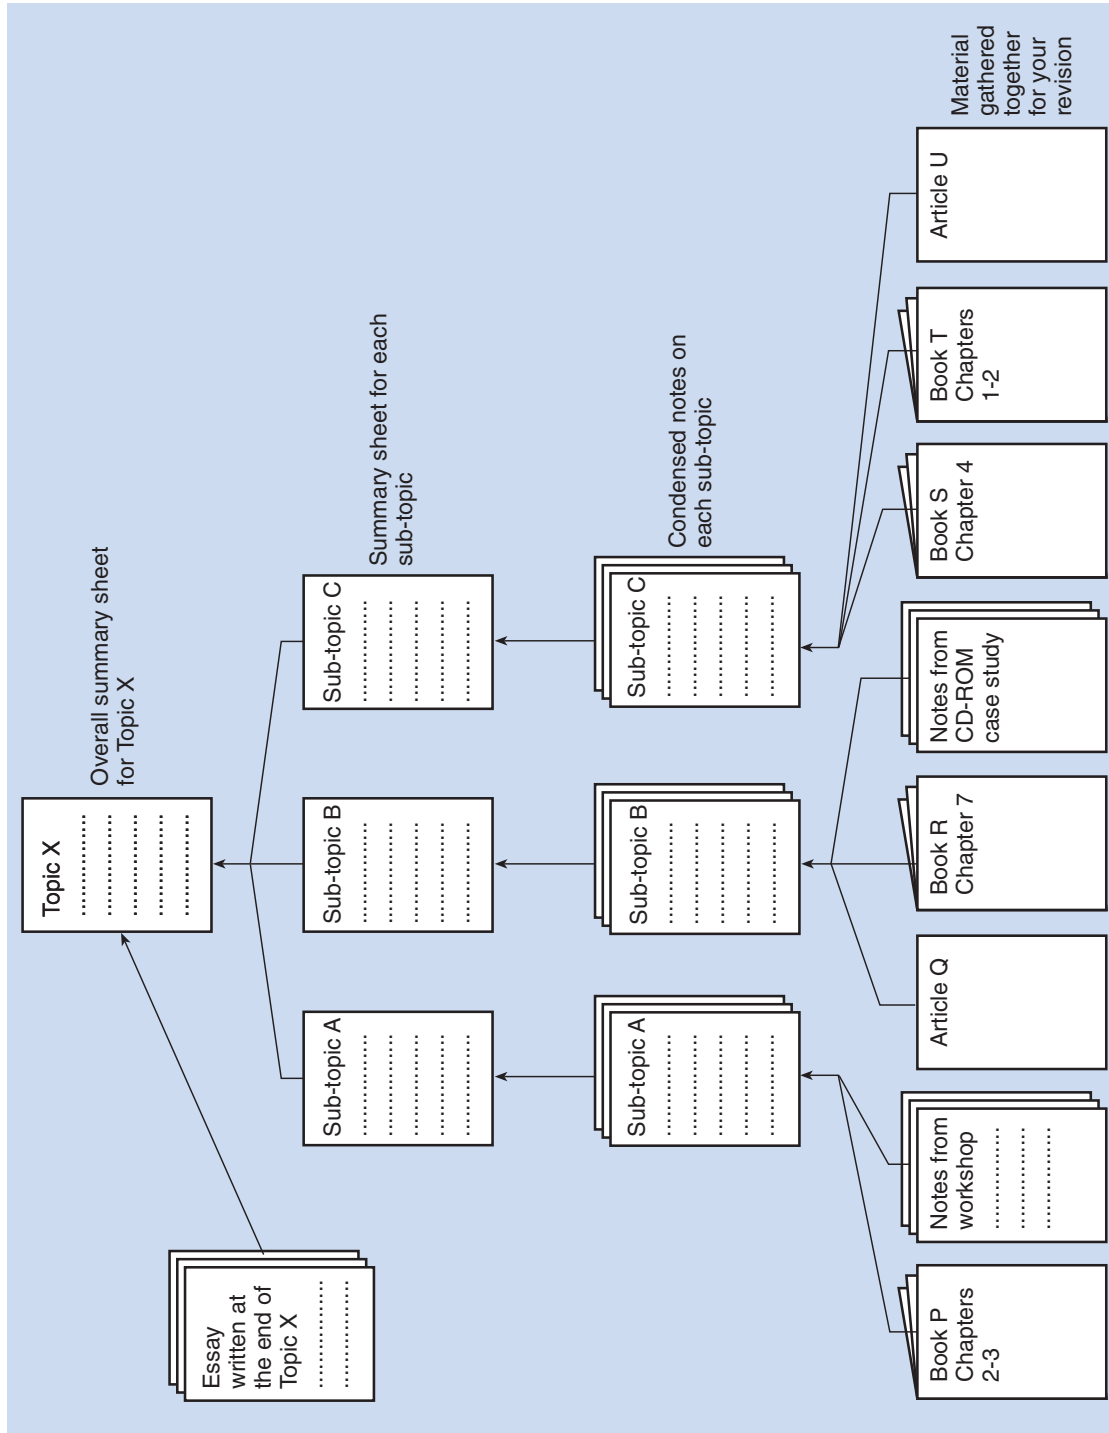 Topic X
Overall summary sheet
for Topic X
Essay
written at
the end of
Topic X
Sub-topic A
Sub-topic B
Sub-topic C
Summary sheet for each
sub-topic
Sub-topic A
Sub-topic B
Sub-topic C
Condensed notes on
each sub-topic
Book P
Chapters
2-3
Notes from
workshop
Article Q
Book R
Chapter 7
Notes from
CD-ROM
case study
Book S
Chapter 4
Book T
Chapters
1-2
Article U
Material
gathered
together
for your
revision